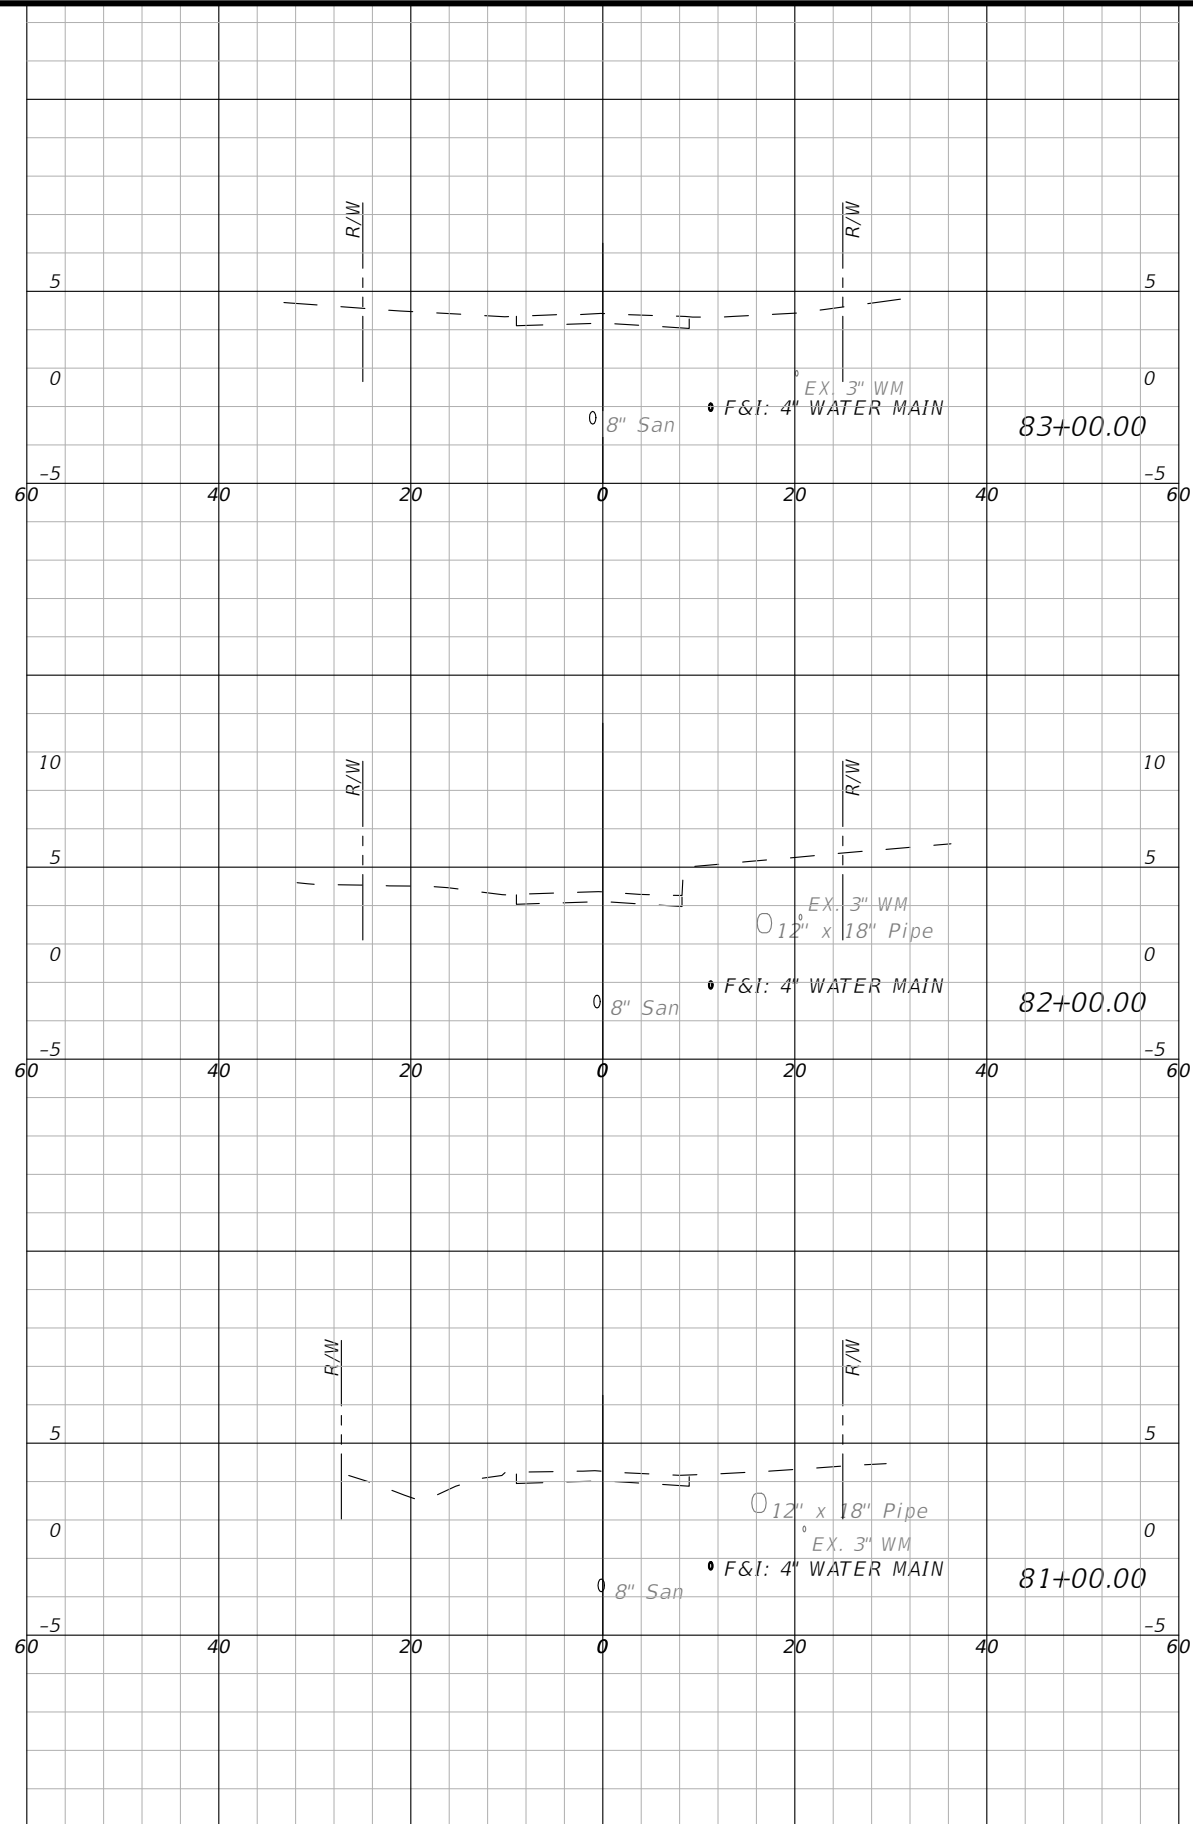 R/W R/W
5 5
0 0
EX. 3" WM
F&I: 4" WATER MAIN
8" San
83+00.00
-5 -5
60 40 20 0 20 40 60
R/W R/W
10 10
5 5
EX. 3" WM
12" x 18" Pipe
0 0
F&I: 4" WATER MAIN
8" San
82+00.00
-5 -5
60 40 20 0 20 40 60
R/W R/W
5 5
12" x 18" Pipe
0 0
EX. 3" WM
F&I: 4" WATER MAIN
81+00.00
8" San
-5 -5
60 40 20 0 20 40 60